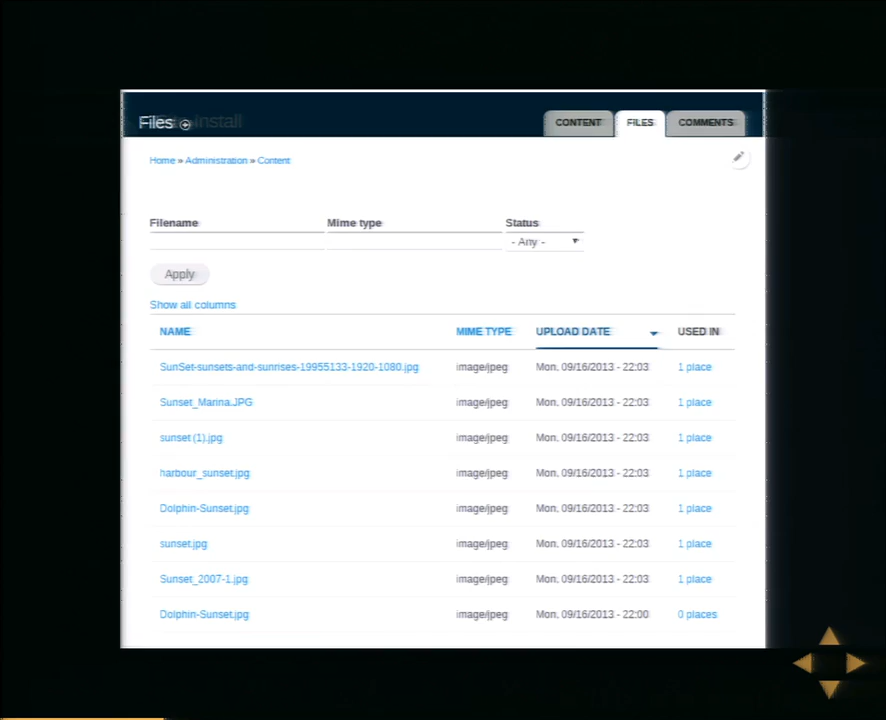 Files
CONTENT FILES COMMENTS
Home » Administration » Content
Filename Mime type Status
- Any -
Apply
Show all columns
NAME MIME TYPE UPLOAD DATE USED IN
SunSet-sunsets-and-sunrises-19955133-1920-1080.jpg image/jpeg Mon, 09/16/2013 - 22:03 1 place
Sunset_Marina.JPG image/jpeg Mon, 09/16/2013 - 22:03 1 place
sunset (1).jpg image/jpeg Mon, 09/16/2013 - 22:03 1 place
harbour_sunset.jpg image/jpeg Mon, 09/16/2013 - 22:03 1 place
Dolphin-Sunset.jpg image/jpeg Mon, 09/16/2013 - 22:03 1 place
sunset.jpg image/jpeg Mon, 09/16/2013 - 22:03 1 place
Sunset_2007-1.jpg image/jpeg Mon, 09/16/2013 - 22:03 1 place
Dolphin-Sunset.jpg image/jpeg Mon, 09/16/2013 - 22:00 0 places